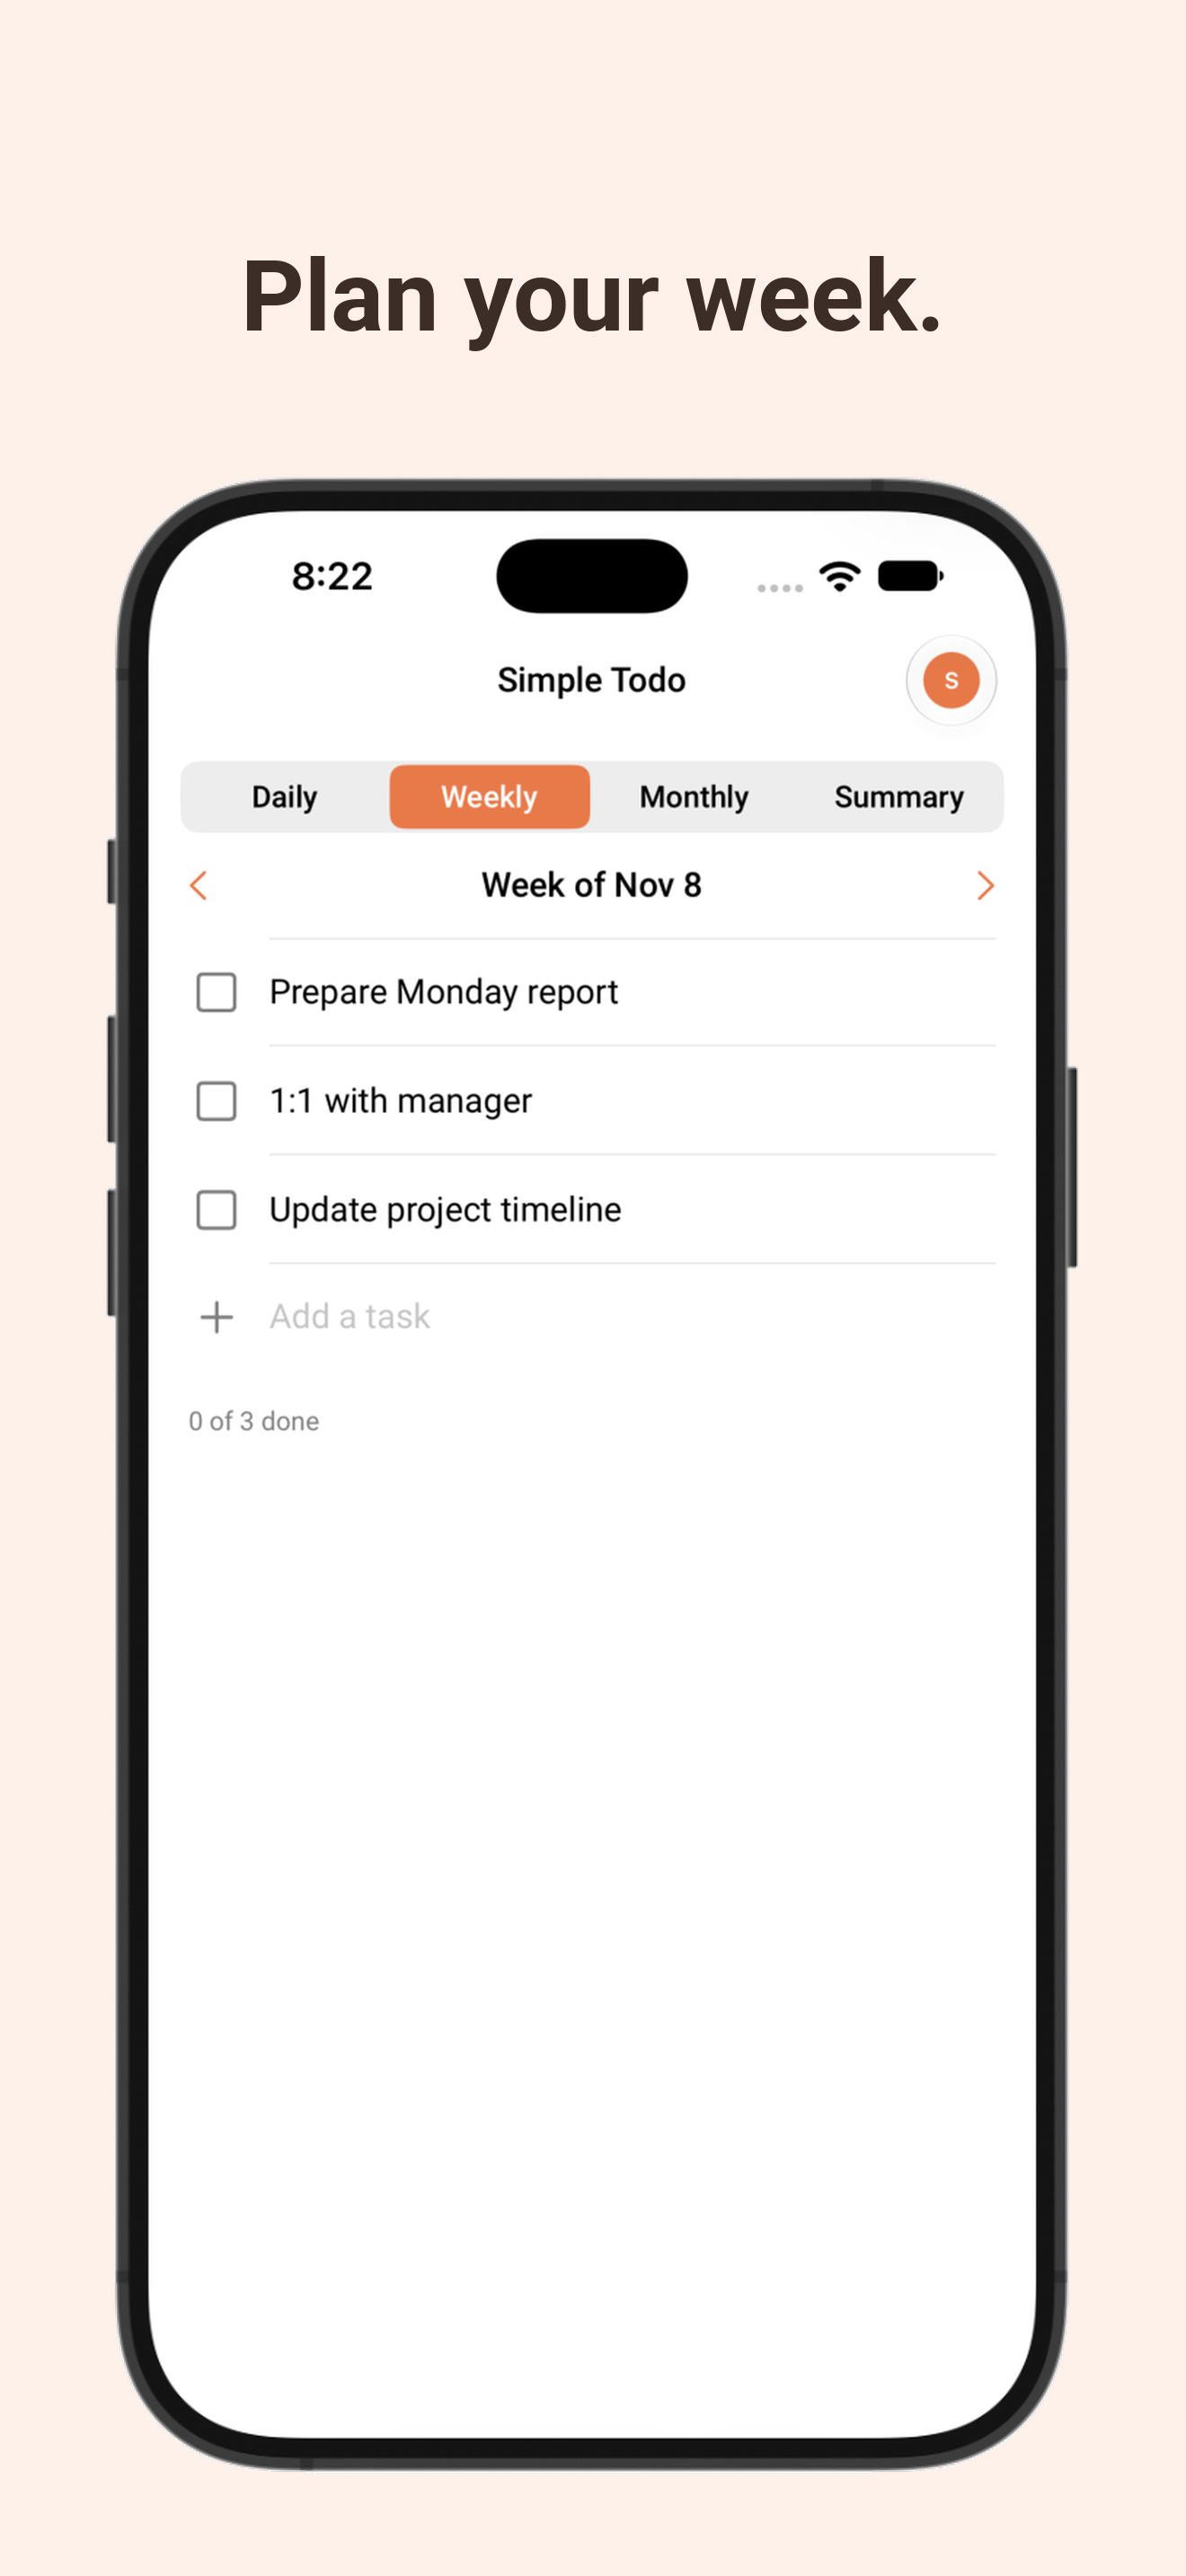 Plan your week.
8:22
Simple Todo
S
Daily Weekly Monthly Summary
Week of Nov 8
Prepare Monday report
1:1 with manager
Update project timeline
Add a task
0 of 3 done